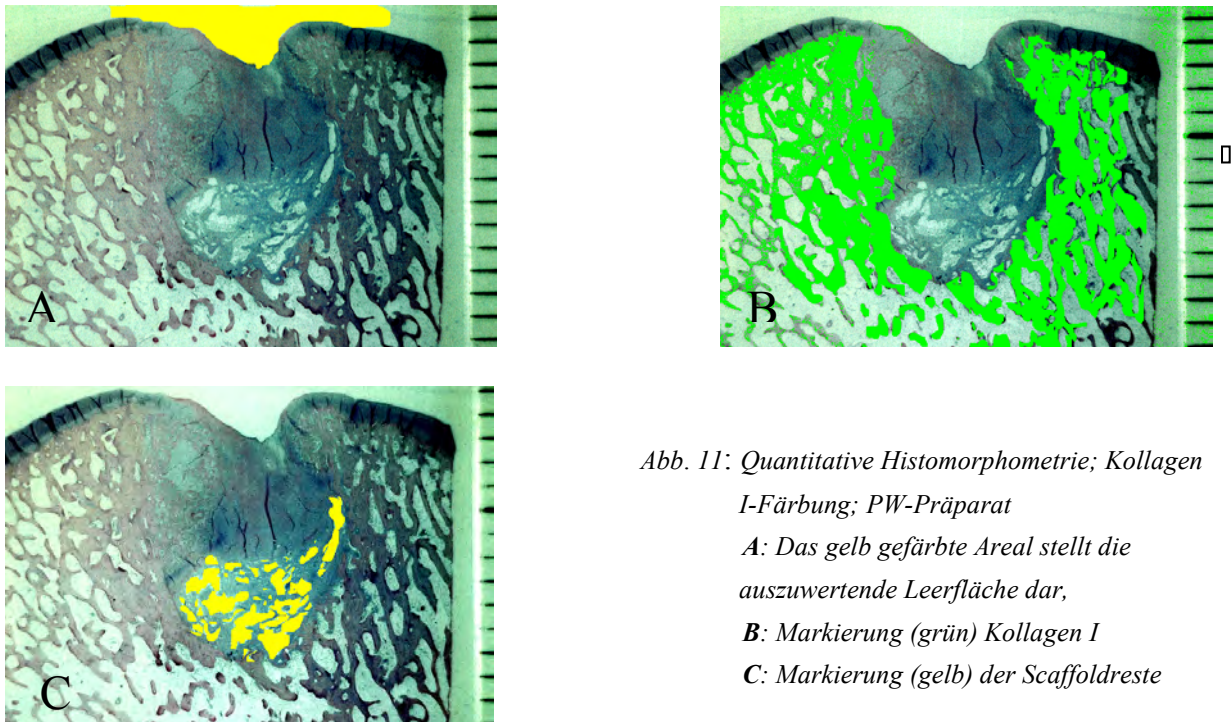 A
B
C
Abb. 11: Quantitative Histomorphometrie; Kollagen
I-Färbung; PW-Präparat
A: Das gelb gefärbte Areal stellt die
auszuwertende Leerfläche dar,
B: Markierung (grün) Kollagen I
C: Markierung (gelb) der Scaffoldreste